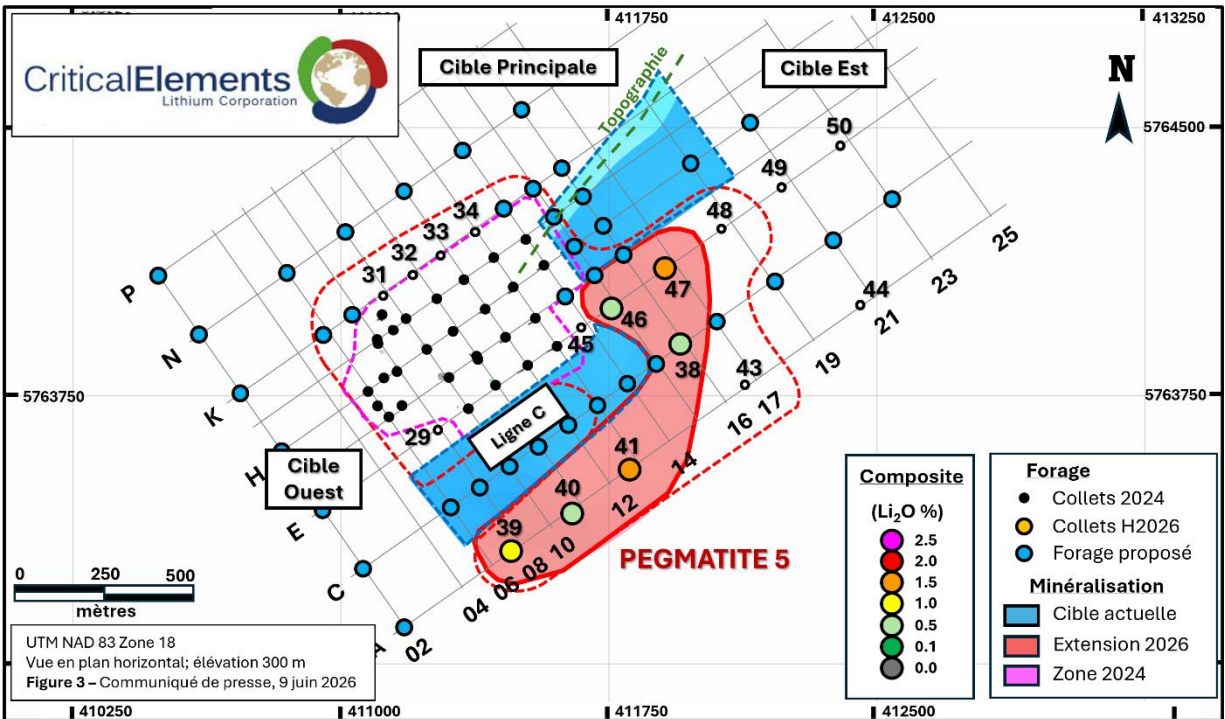 411750
412500
413250
CriticalElements
Lithium Corporation
Cible Principale
Topographie
Cible Est
N
5764500
50
49
48
34
33
32
31
47
46
45
44
38
43
29
25
23
21
19
17
16
14
12
10
08
06
04
02
P
N
K
H
E
C
A
5763750
5763750
Ligne C
Cible
Ouest
41
40
39
PEGMATITE 5
0 250 500
mètres
UTM NAD 83 Zone 18
Vue en plan horizontal; élévation 300 m
Figure 3 – Communiqué de presse, 9 juin 2026
Composite
(Li₂O %)
2.5
2.0
1.5
1.0
0.5
0.1
0.0
Forage
Collets 2024
Collets H2026
Forage proposé
Minéralisation
Cible actuelle
Extension 2026
Zone 2024
410250
411000
411750
412500